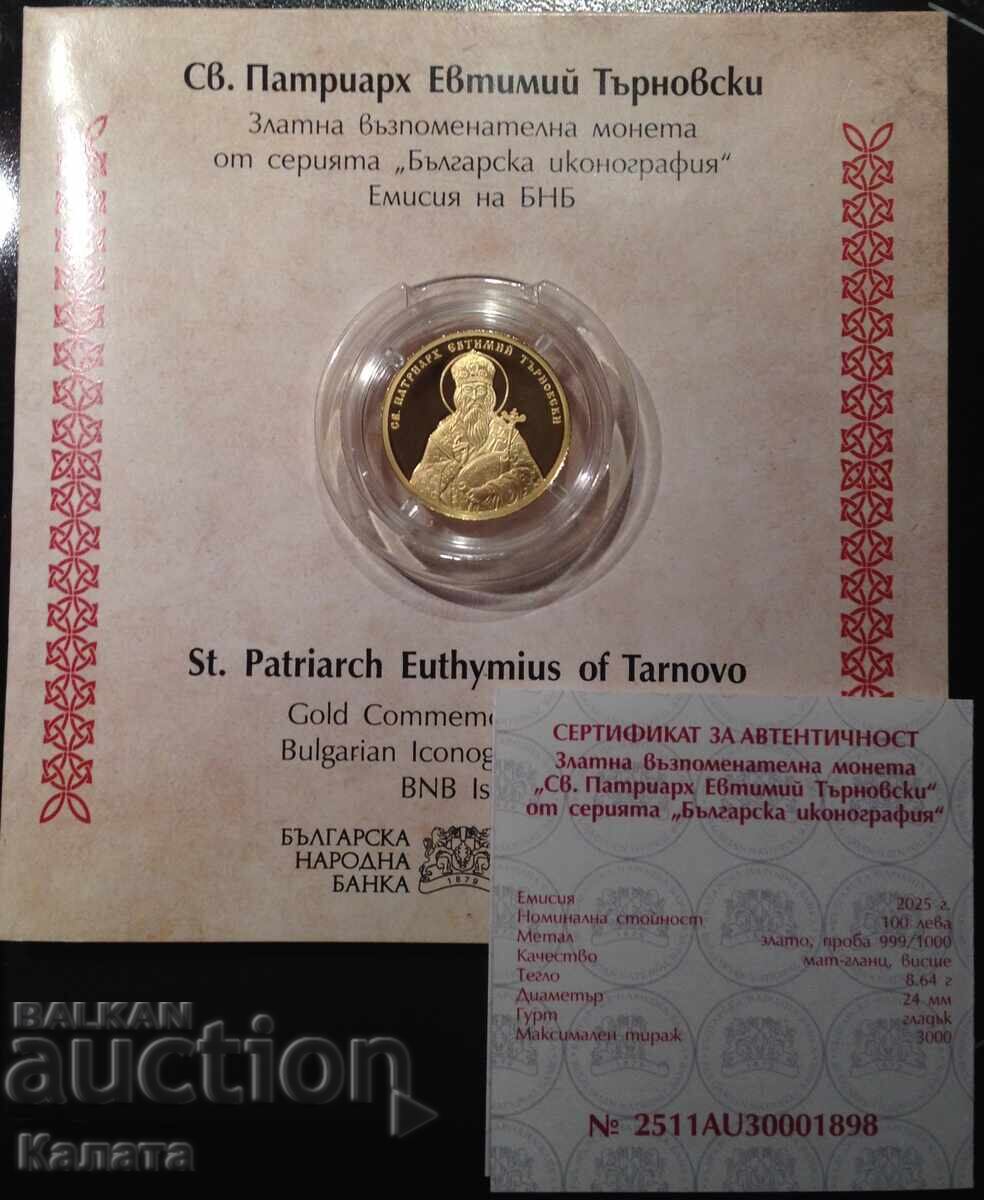 Св. Патриарх Евтимий Търновски
Златна възпоменателна монета
от серията „Българска иконография“
Емисия на БНБ
СВ. ПАТРИАРХ ЕВТИМИЙ ТЪРНОВСКИ
St. Patriarch Euthymius of Tarnovo
Gold Commemo
Bulgarian Iconog
BNB Is
БЪЛГАРСКА
НАРОДНА
БАНКА
1879
СЕРТИФИКАТ ЗА АВТЕНТИЧНОСТ
Златна възпоменателна монета
„Св. Патриарх Евтимий Търновски“
от серията „Българска иконография“
Емисия 2025 г.
Номинална стойност 100 лева
Метал злато, проба 999/1000
Качество мат-гланц, висше
Тегло 8.64 г
Диаметър 24 мм
Гурт гладък
Максимален тираж 3000
№ 2511AU30001898
BALKAN
auction
Калата